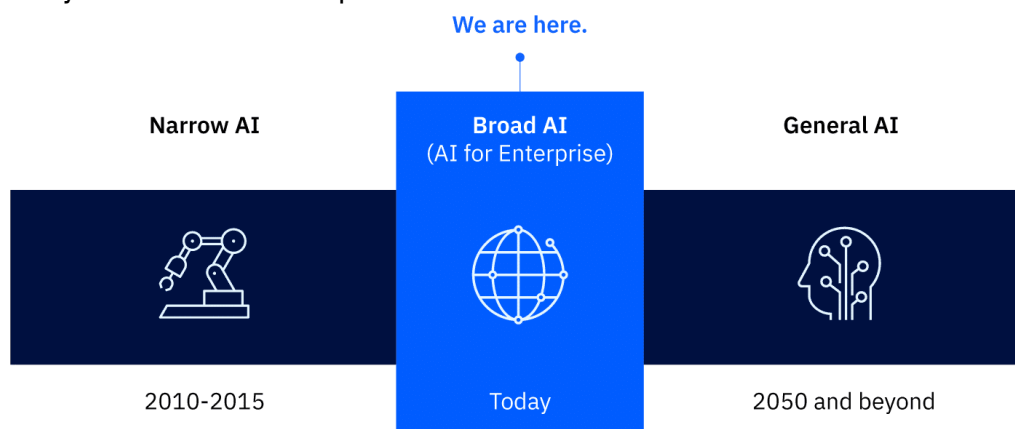 We are here.
Narrow AI
Broad AI
(AI for Enterprise)
General AI
2010-2015
Today
2050 and beyond